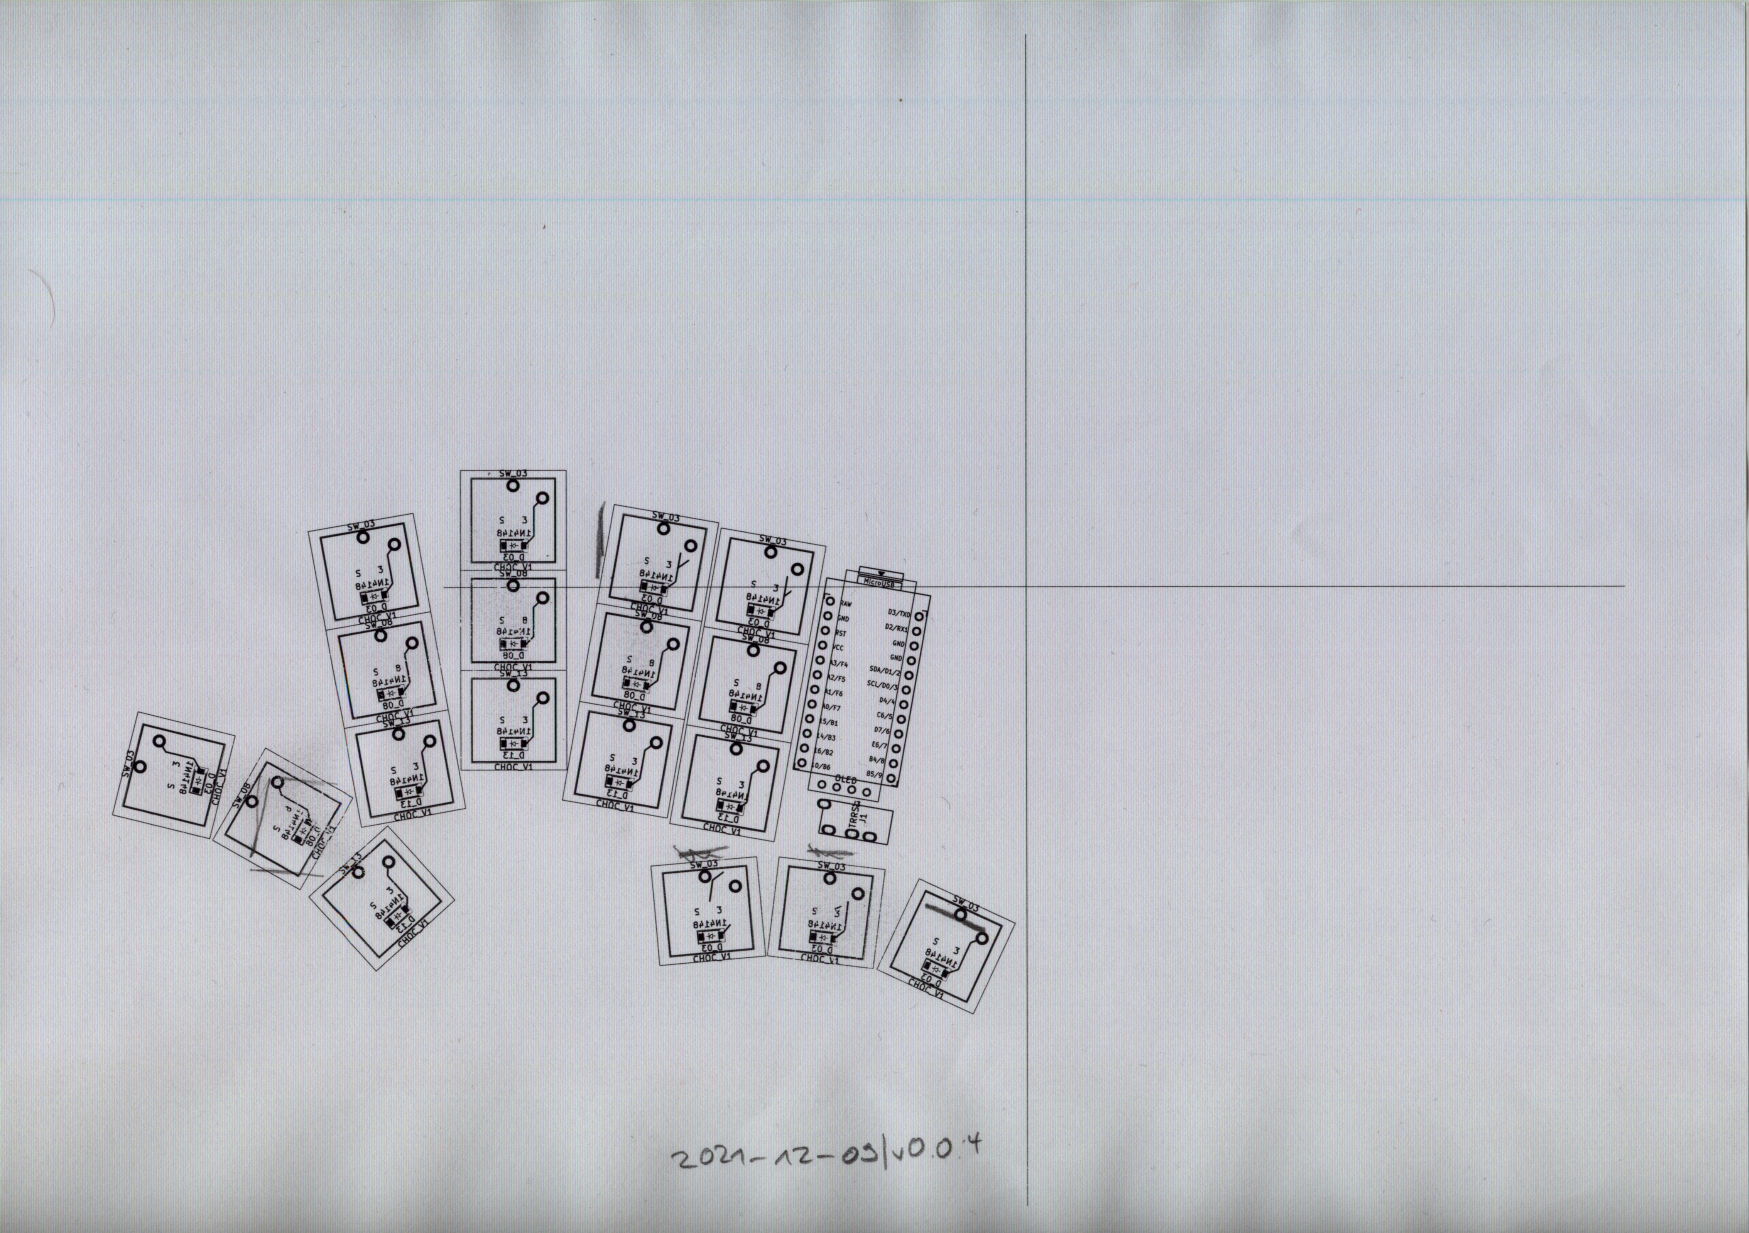 SW_03
S 3
1N4148
D_03
CHOC_V1
SW_08
S 8
1N4148
D_08
CHOC_V1
SW_13
S 3
1N4148
D_13
CHOC_V1
SW_03
S 3
1N4148
D_03
CHOC_V1
SW_08
S 8
1N4148
D_08
CHOC_V1
SW_13
S 3
1N4148
D_13
CHOC_V1
SW_03
S 3
1N4148
D_03
CHOC_V1
SW_08
S 8
1N4148
D_08
CHOC_V1
SW_13
S 3
1N4148
D_13
CHOC_V1
SW_03
S 3
1N4148
D_03
CHOC_V1
SW_08
S 8
1N4148
D_08
CHOC_V1
SW_13
S 3
1N4148
D_13
CHOC_V1
SW_03
S 3
1N4148
D_03
CHOC_V1
SW_08
S
1N4148
D_08
CHOC_V1
SW_13
S 3
1N4148
D_13
CHOC_V1
MicroUSB
RAW D3/TX0
GND D2/RX1
RST GND
VCC GND
A3/F4 SDA/D1/2
A2/F5 SCL/D0/3
A1/F6 D4/4
A0/F7 C6/5
15/B1 D7/6
14/B3 E6/7
16/B2 B4/8
10/B6 B5/9
OLED
TRRS
J1
SW_03
S 3
1N4148
D_03
CHOC_V1
SW_03
S 3
1N4148
D_03
CHOC_V1
SW_03
S 3
1N4148
D_03
CHOC_V1
2021-12-09/v0.0.4